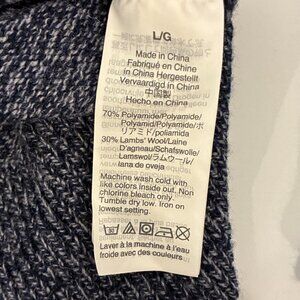 L/G
Made in China
Fabriqué en Chine
In China Hergestellt
Vervaardigd in China
中国製
Hecho en China
70% Polyamide/Polyamide/
Polyamid/Polyamide/ポ
リアミド/poliamida
30% Lambs' Wool/Laine
D'agneau/Schafswolle/
Lamswol/ラムウール/
lana de oveja
Machine wash cold with
like colors inside out. Non
chlorine bleach only.
Tumble dry low. Iron on
lowest setting.
Laver à la machine à l'eau
froide avec des couleurs